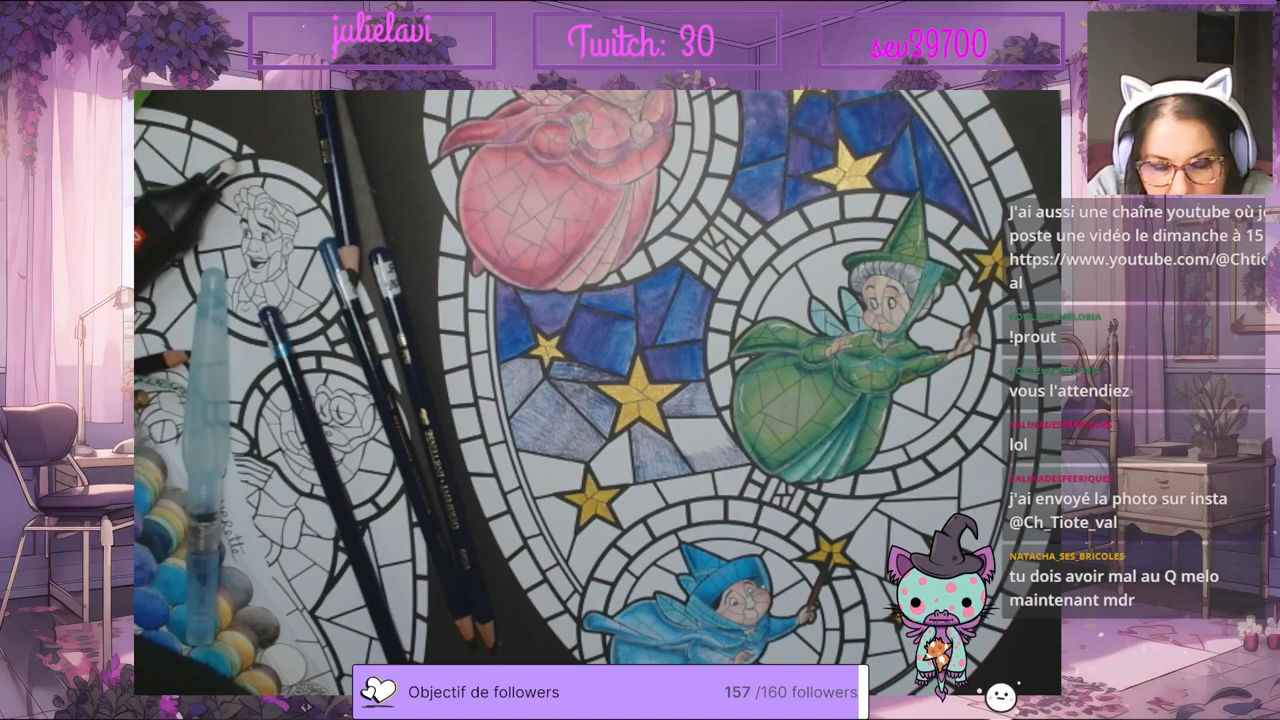 julielavi
Twitch: 30
sev39700
J'ai aussi une chaîne youtube où j
poste une vidéo le dimanche à 15
https://www.youtube.com/@Chtio
al
!prout
vous l'attendiez
SALINADESFEERIQUES
lol
SALINADESFEERIQUES
j'ai envoyé la photo sur insta
@Ch_Tiote_val
NATACHA_SES_BRICOLES
tu dois avoir mal au Q melo
maintenant mdr
Objectif de followers
157 /160 followers